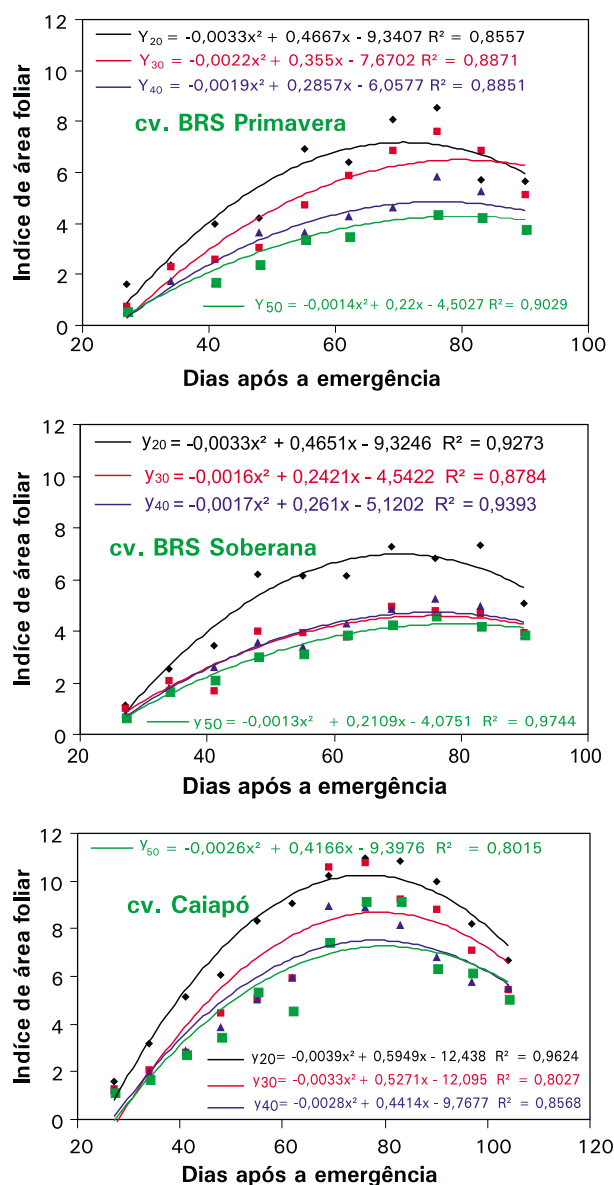 Y20 = -0,0033x² + 0,4667x - 9,3407 R² = 0,8557
Y30 = -0,0022x² + 0,355x - 7,6702 R² = 0,8871
Y40 = -0,0019x² + 0,2857x - 6,0577 R² = 0,8851
cv. BRS Primavera
Y50 = -0,0014x² + 0,22x - 4,5027 R² = 0,9029
Indíce de área foliar
12
10
8
6
4
2
0
20 40 60 80 100
Dias após a emergência
y20 = -0,0033x² + 0,4651x - 9,3246 R² = 0,9273
y30 = -0,0016x² + 0,2421x - 4,5422 R² = 0,8784
y40 = -0,0017x² + 0,261x - 5,1202 R² = 0,9393
cv. BRS Soberana
y50 = -0,0013x² + 0,2109x - 4,0751 R² = 0,9744
Indíce de área foliar
12
10
8
6
4
2
0
20 40 60 80 100
Dias após a emergência
y50 = -0,0026x² + 0,4166x - 9,3976 R² = 0,8015
cv. Caiapó
y20= -0,0039x² + 0,5949x - 12,438 R² = 0,9624
y30= -0,0033x² + 0,5271x - 12,095 R² = 0,8027
y40= -0,0028x² + 0,4414x - 9,7677 R² = 0,8568
Indíce de área foliar
12
10
8
6
4
2
0
20 40 60 80 100 120
Dias após a emergência